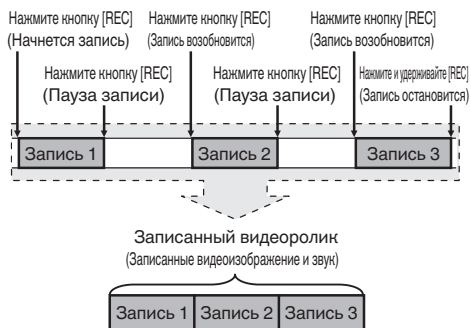 Нажмите кнопку [REC]
(Начнется запись)
Нажмите кнопку [REC]
(Запись возобновится)
Нажмите кнопку [REC]
(Запись возобновится)
Нажмите кнопку [REC]
(Пауза записи)
Нажмите кнопку [REC]
(Пауза записи)
Нажмите и удерживайте [REC]
(Запись остановится)
Запись 1
Запись 2
Запись 3
Записанный видеоролик
(Записанные видеоизображение и звук)
Запись 1
Запись 2
Запись 3